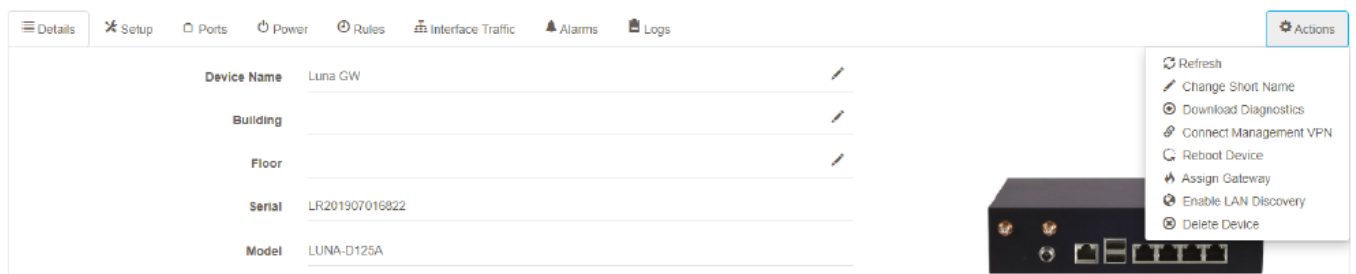 Details Setup Ports Power Rules Interface Traffic Alarms Logs Actions
Device Name Luna GW
Building
Floor
Serial LR201907016822
Model LUNA-D125A
Refresh
Change Short Name
Download Diagnostics
Connect Management VPN
Reboot Device
Assign Gateway
Enable LAN Discovery
Delete Device